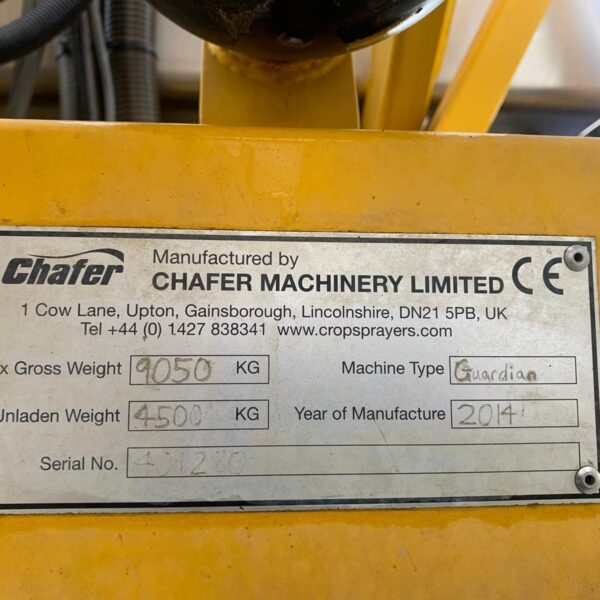 Chafer
Manufactured by
CHAFER MACHINERY LIMITED CE
1 Cow Lane, Upton, Gainsborough, Lincolnshire, DN21 5PB, UK
Tel +44 (0) 1427 838341 www.cropsprayers.com
x Gross Weight 9050 KG Machine Type Guardian
Unladen Weight 4500 KG Year of Manufacture 2014
Serial No.